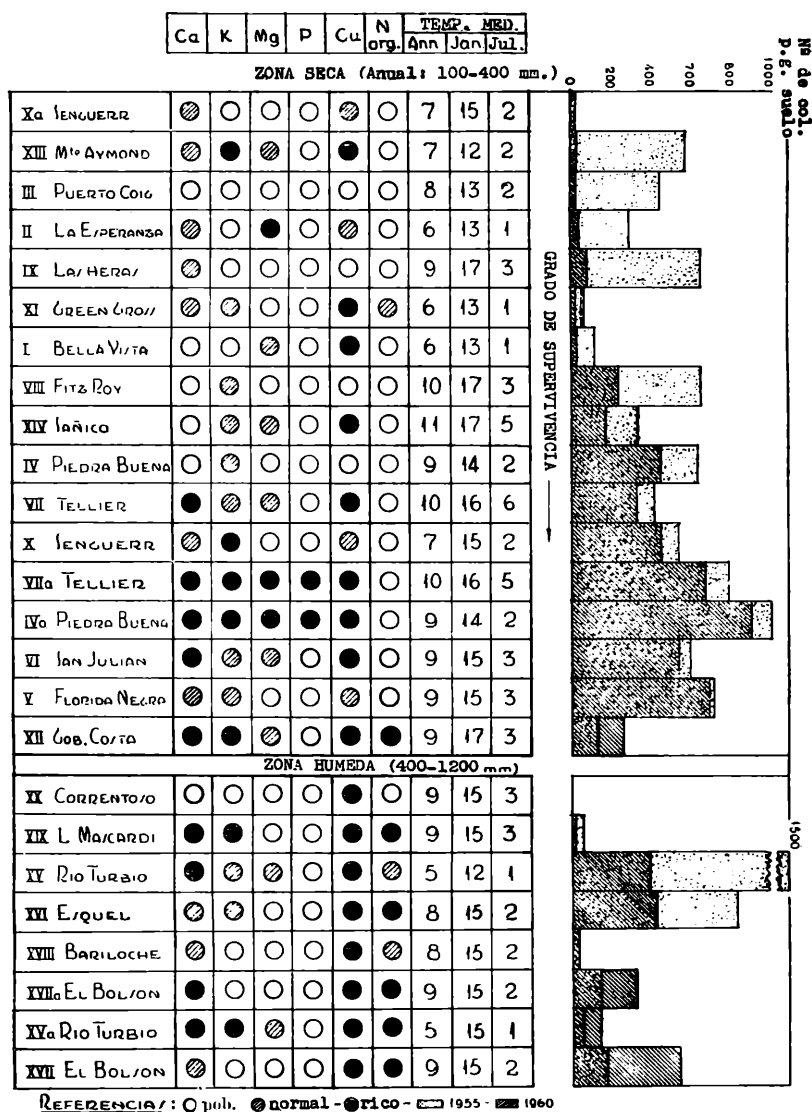 Ca K Mg P Cu N org. TEMP. MED. Ann Jan Jul.
Nº de col. p.g. suelo
ZONA SECA (Anual: 100-400 mm.)
0 200 400 600 800 1000
Xa SENGUERR 7 15 2
XIII Mte AYMOND 7 12 2
III PUERTO COIG 8 13 2
II LA ESPERANZA 6 13 1
IX LAS HERAS 9 17 3
XI GREEN GROSS 6 13 1
I BELLA VISTA 6 13 1
VIII FITZ ROY 10 17 3
XIV SAÑICO 11 17 5
IV PIEDRA BUENA 9 14 2
VII TELLIER 10 16 6
X SENGUERR 7 15 2
VIIa TELLIER 10 16 5
IVa PIEDRA BUENA 9 14 2
VI SAN JULIAN 9 15 3
V FLORIDA NEGRA 9 15 3
XII GOB. COSTA 9 17 3
GRADO DE SUPERVIVENCIA
ZONA HUMEDA (400-1200 mm)
XX CORRENTOSO 9 15 3
XIX L MASCARDI 9 15 3
XV RIO TURBIO 5 12 1
XVI ESQUEL 8 15 2
XVIII BARILOCHE 8 15 2
XVIIa EL BOLSON 9 15 2
XVa RIO TURBIO 5 15 1
XVII EL BOLSON 9 15 2
1500
REFERENCIAS: pob. normal - rico - 1955 - 1960